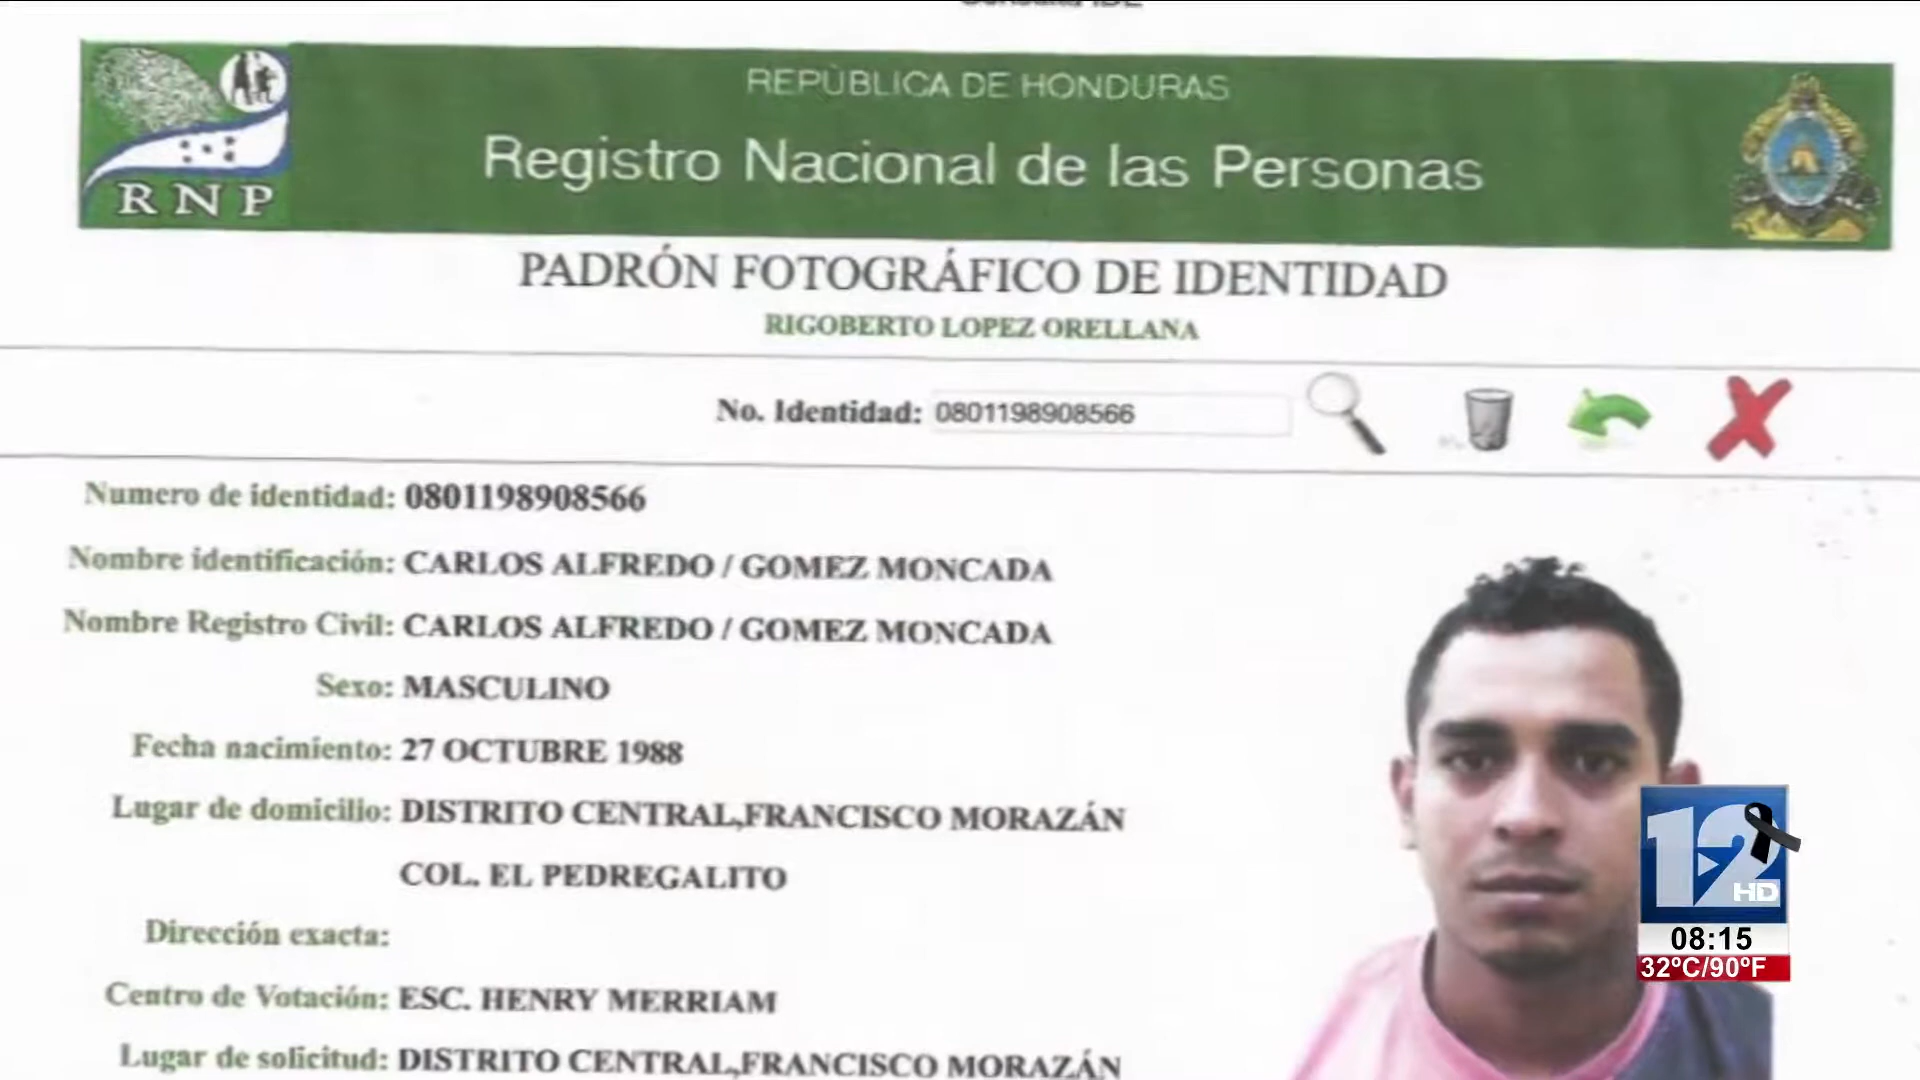 REPÚBLICA DE HONDURAS
Registro Nacional de las Personas
RNP
PADRÓN FOTOGRÁFICO DE IDENTIDAD
RIGOBERTO LOPEZ ORELLANA
No. Identidad: 0801198908566
Numero de identidad: 0801198908566
Nombre identificación: CARLOS ALFREDO / GOMEZ MONCADA
Nombre Registro Civil: CARLOS ALFREDO / GOMEZ MONCADA
Sexo: MASCULINO
Fecha nacimiento: 27 OCTUBRE 1988
Lugar de domicilio: DISTRITO CENTRAL,FRANCISCO MORAZÁN
COL. EL PEDREGALITO
Dirección exacta:
Centro de Votación: ESC. HENRY MERRIAM
Lugar de solicitud: DISTRITO CENTRAL,FRANCISCO MORAZÁN
12
HD
08:15
32ºC/90ºF